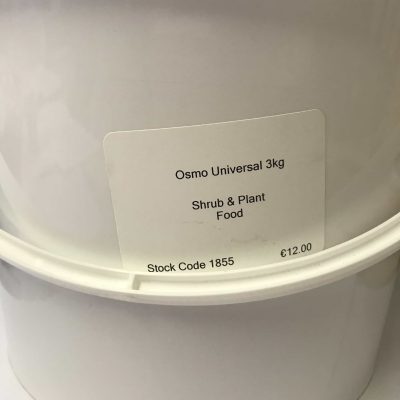 Osmo Universal 3kg
Shrub & Plant
Food
Stock Code 1855 €12.00